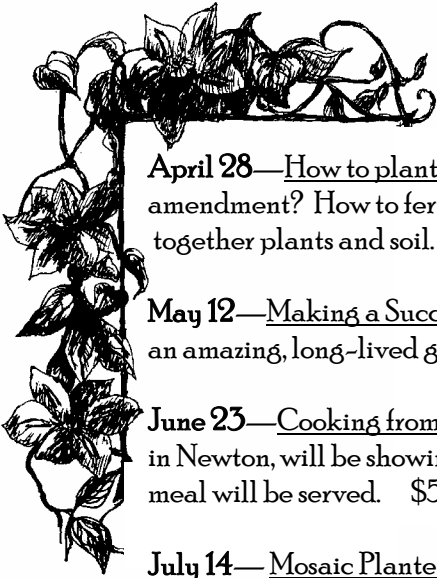 April 28—How to plant
amendment? How to fer
together plants and soil.
May 12—Making a Succ
an amazing, long-lived g
June 23—Cooking from
in Newton, will be showi
meal will be served. $5
July 14— Mosaic Plante